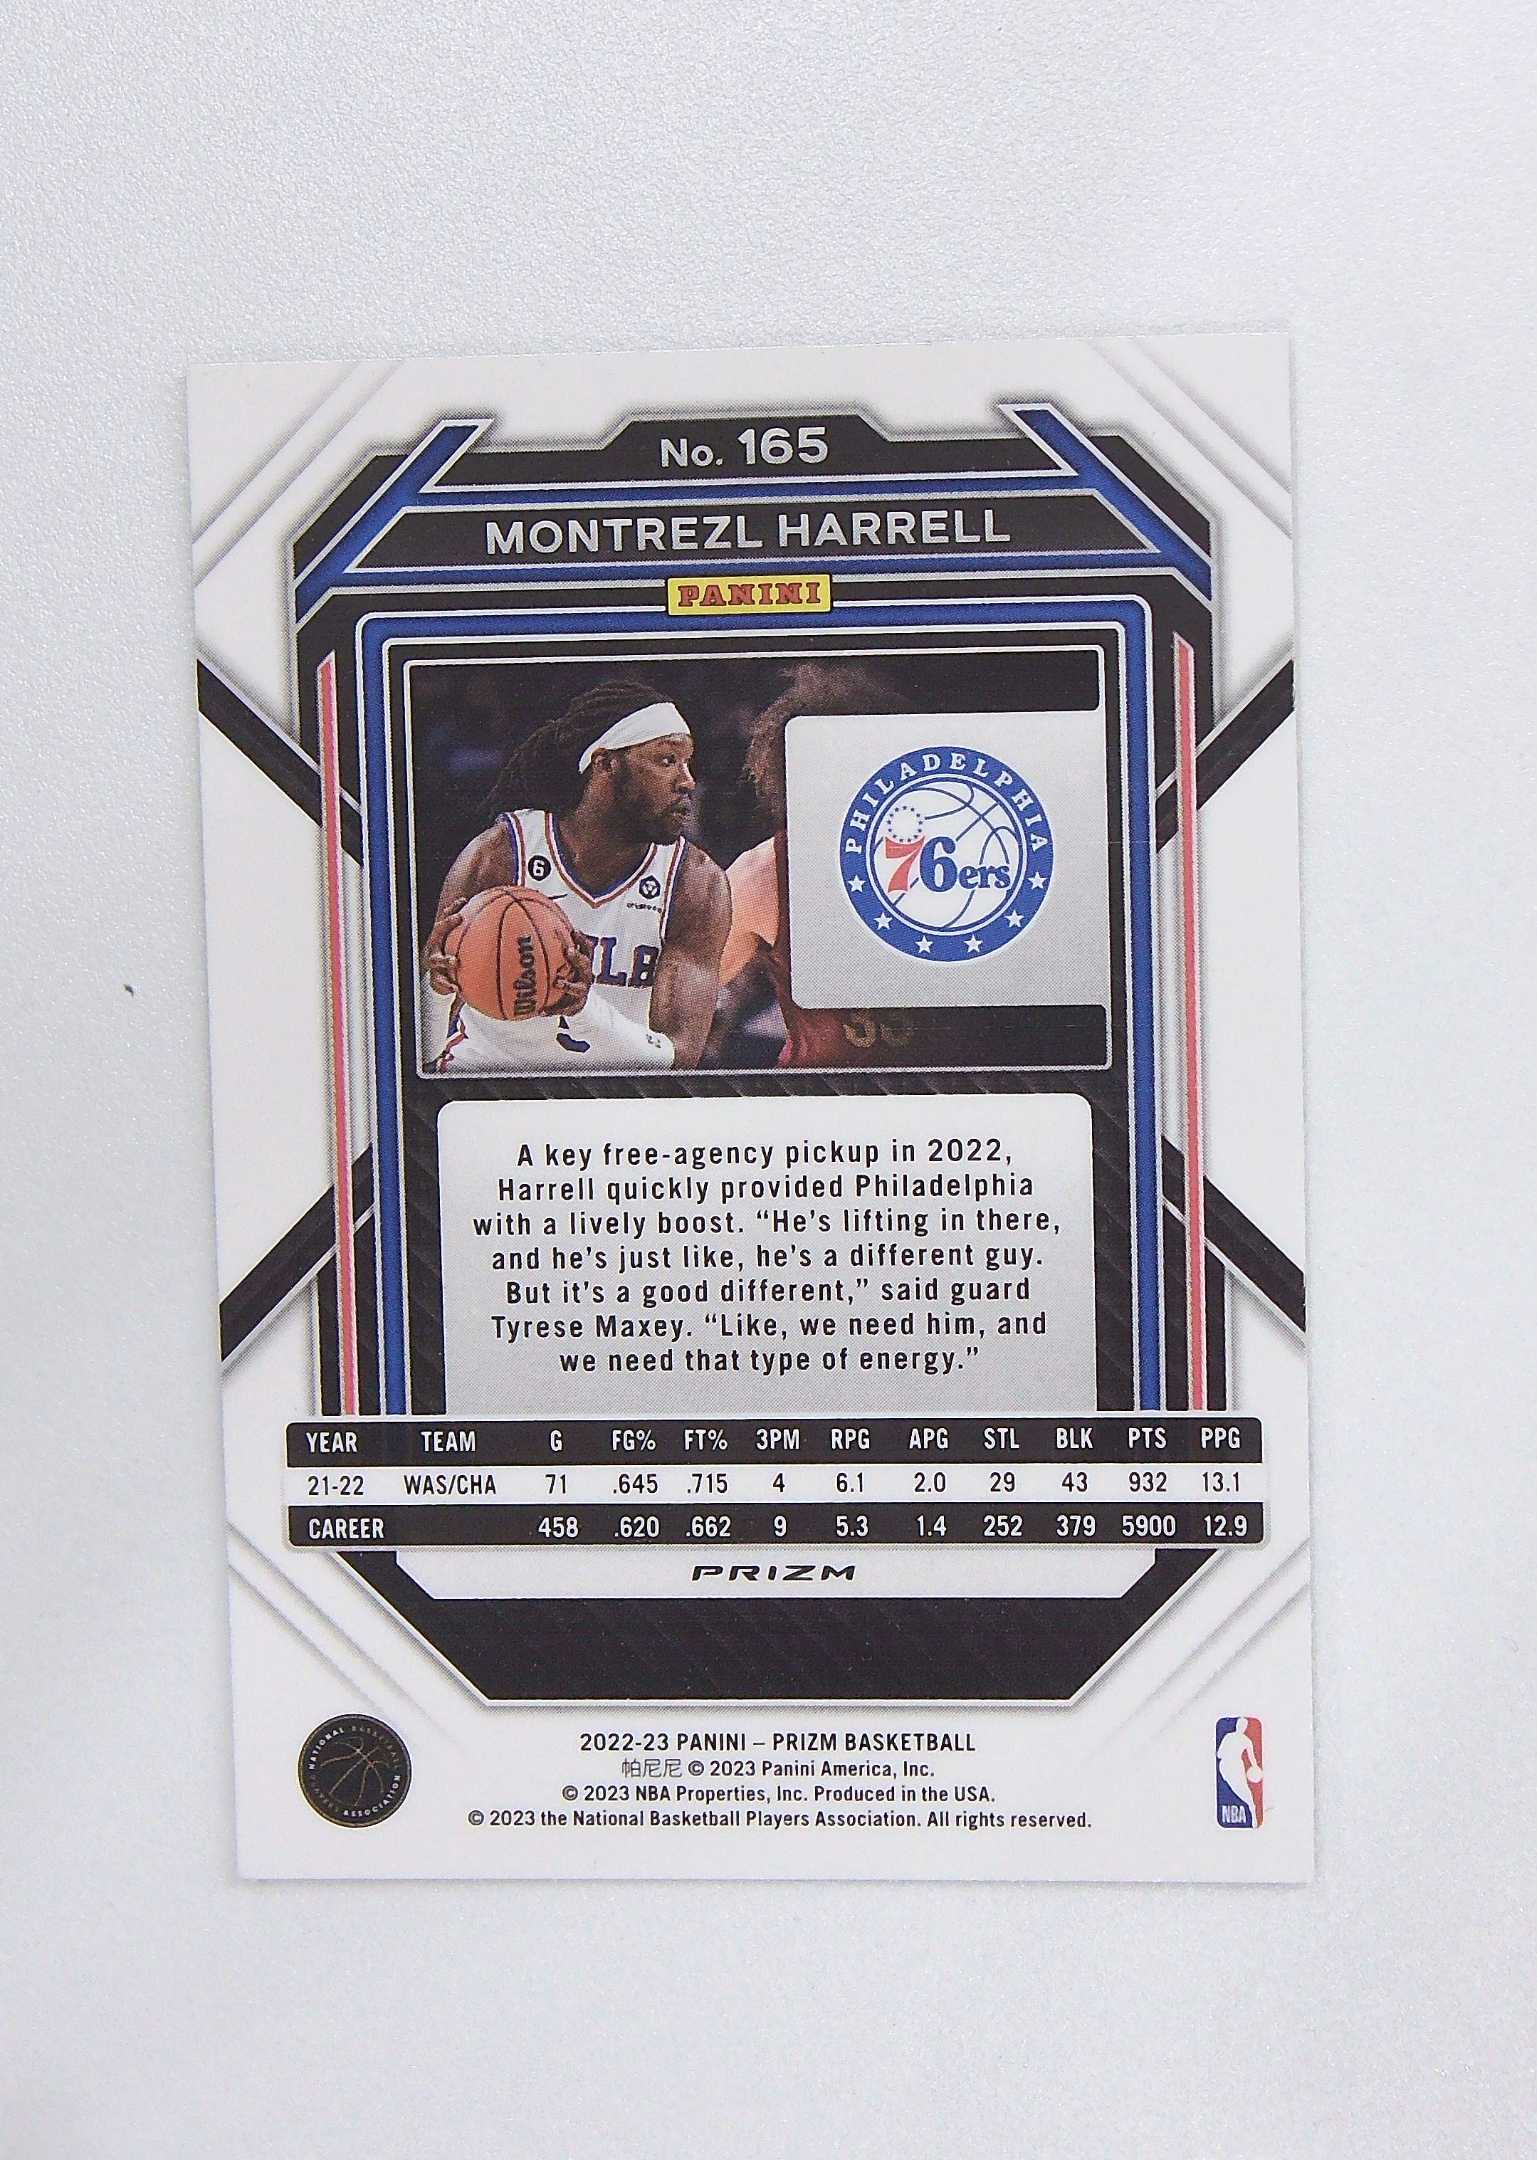 No. 165
MONTREZL HARRELL
PANINI
PHILADELPHIA
76ers
6
Wilson
A key free-agency pickup in 2022,
Harrell quickly provided Philadelphia
with a lively boost. “He’s lifting in there,
and he’s just like, he’s a different guy.
But it’s a good different,” said guard
Tyrese Maxey. “Like, we need him, and
we need that type of energy.”
YEAR TEAM G FG% FT% 3PM RPG APG STL BLK PTS PPG
21-22 WAS/CHA 71 .645 .715 4 6.1 2.0 29 43 932 13.1
CAREER 458 .620 .662 9 5.3 1.4 252 379 5900 12.9
PRIZM
2022-23 PANINI – PRIZM BASKETBALL
帕尼尼 © 2023 Panini America, Inc.
© 2023 NBA Properties, Inc. Produced in the USA.
© 2023 the National Basketball Players Association. All rights reserved.
NATIONAL BASKETBALL PLAYERS ASSOCIATION
NBA